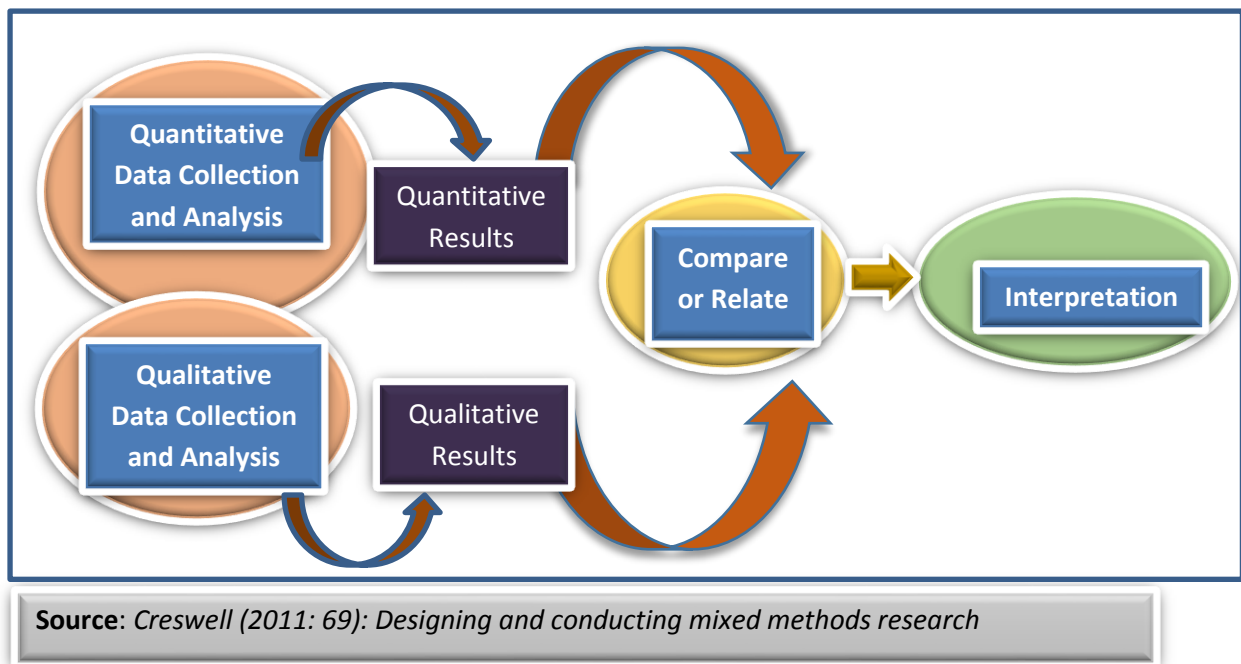 Quantitative
Data Collection
and Analysis
Quantitative
Results
Compare
or Relate
Interpretation
Qualitative
Data Collection
and Analysis
Qualitative
Results
Source: Creswell (2011: 69): Designing and conducting mixed methods research